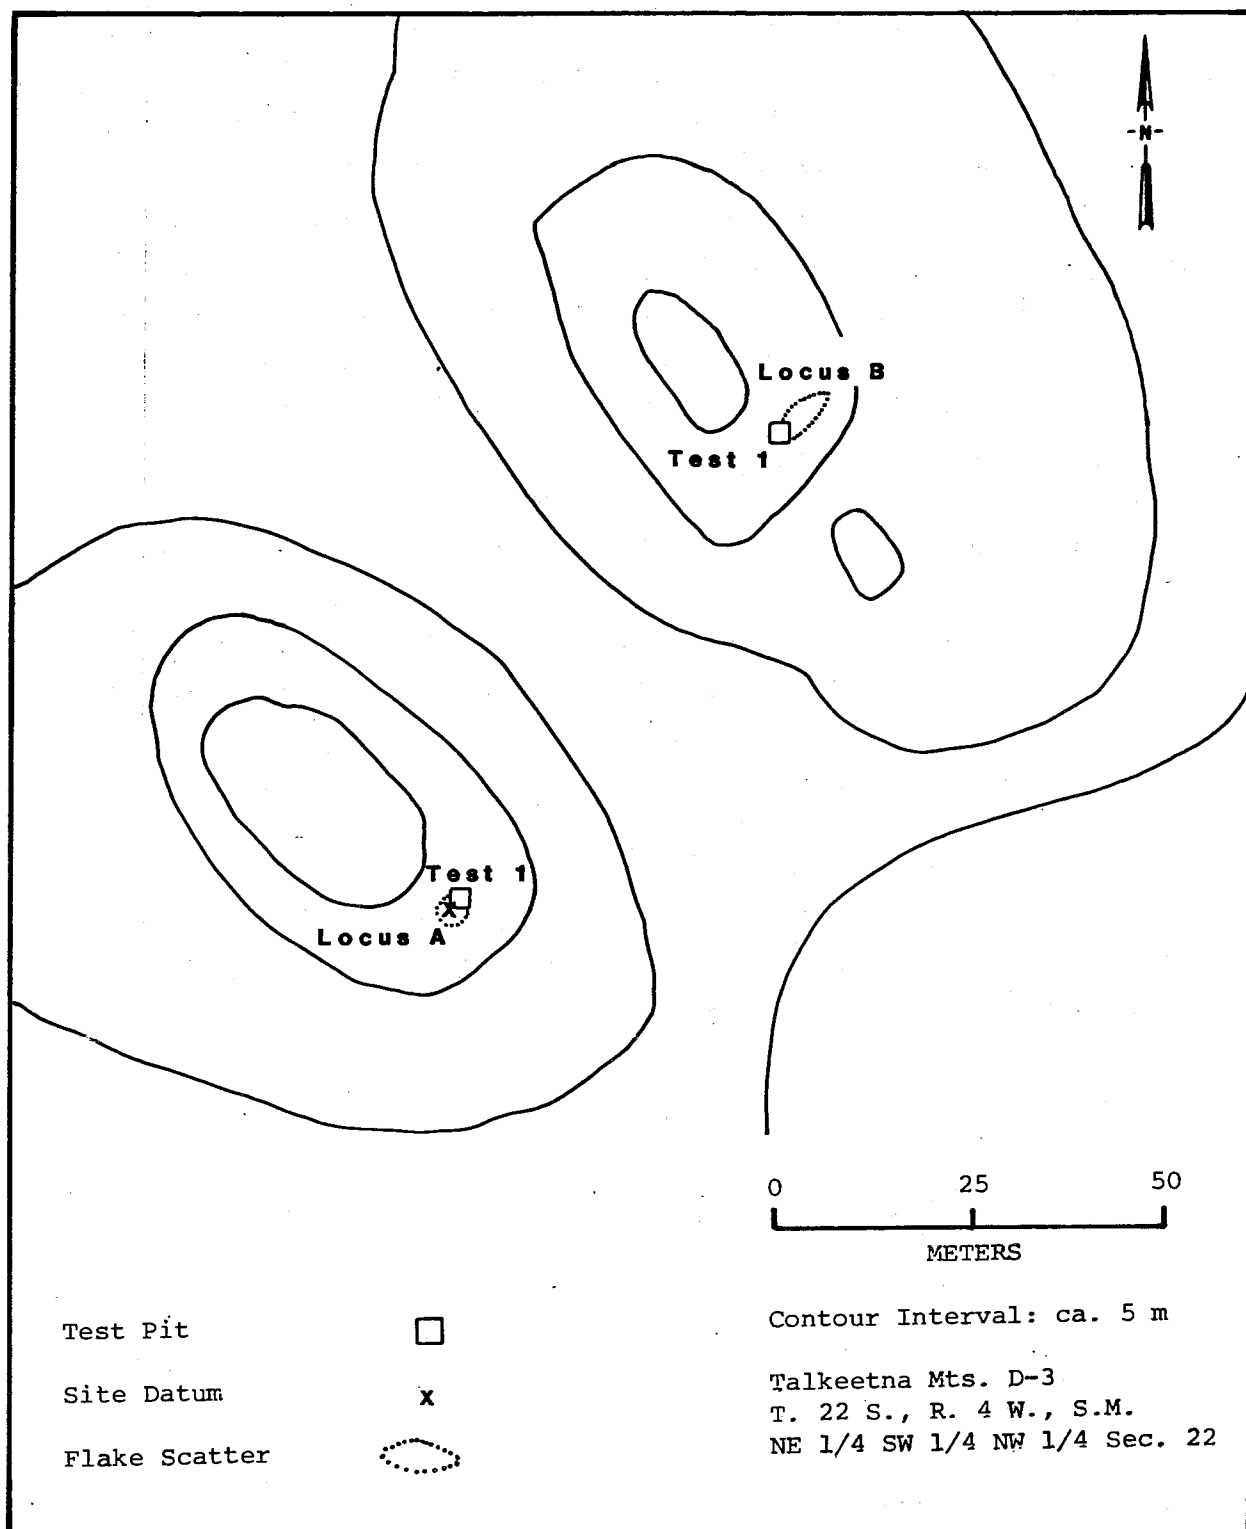 -N-
Locus B
Test 1
Test 1
x
Locus A
0 25 50
METERS
Test Pit
Site Datum x
Flake Scatter
Contour Interval: ca. 5 m
Talkeetna Mts. D-3
T. 22 S., R. 4 W., S.M.
NE 1/4 SW 1/4 NW 1/4 Sec. 22